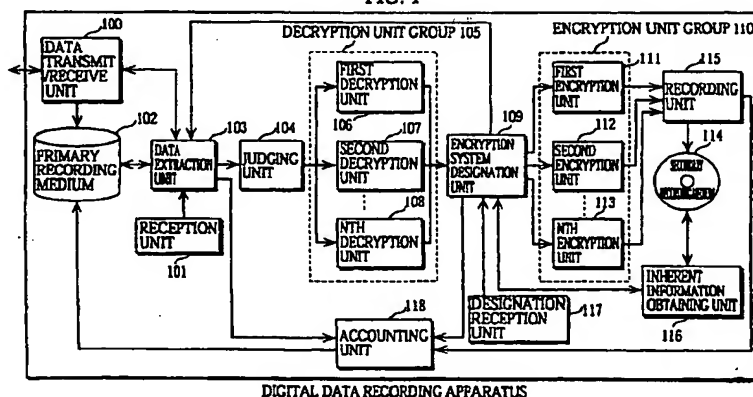 DECRYPTION UNIT GROUP 105
ENCRYPTION UNIT GROUP 110
100
DATA
TRANSMIT
/RECEIVE
UNIT
102
PRIMARY
RECORDING
MEDIUM
103
DATA
EXTRACTION
UNIT
RECEPTION
UNIT
101
104
JUDGING
UNIT
FIRST
DECRYPTION
UNIT
106
107
SECOND
DECRYPTION
UNIT
108
NTH
DECRYPTION
UNIT
109
ENCRYPTION
SYSTEM
DESIGNATION
UNIT
111
FIRST
ENCRYPTION
UNIT
112
SECOND
ENCRYPTION
UNIT
113
NTH
ENCRYPTION
UNIT
115
RECORDING
UNIT
114
INHERENT
INFORMATION
OBTAINING UNIT
116
DESIGNATION
RECEPTION
UNIT
117
118
ACCOUNTING
UNIT
DIGITAL DATA RECORDING APPARATUS